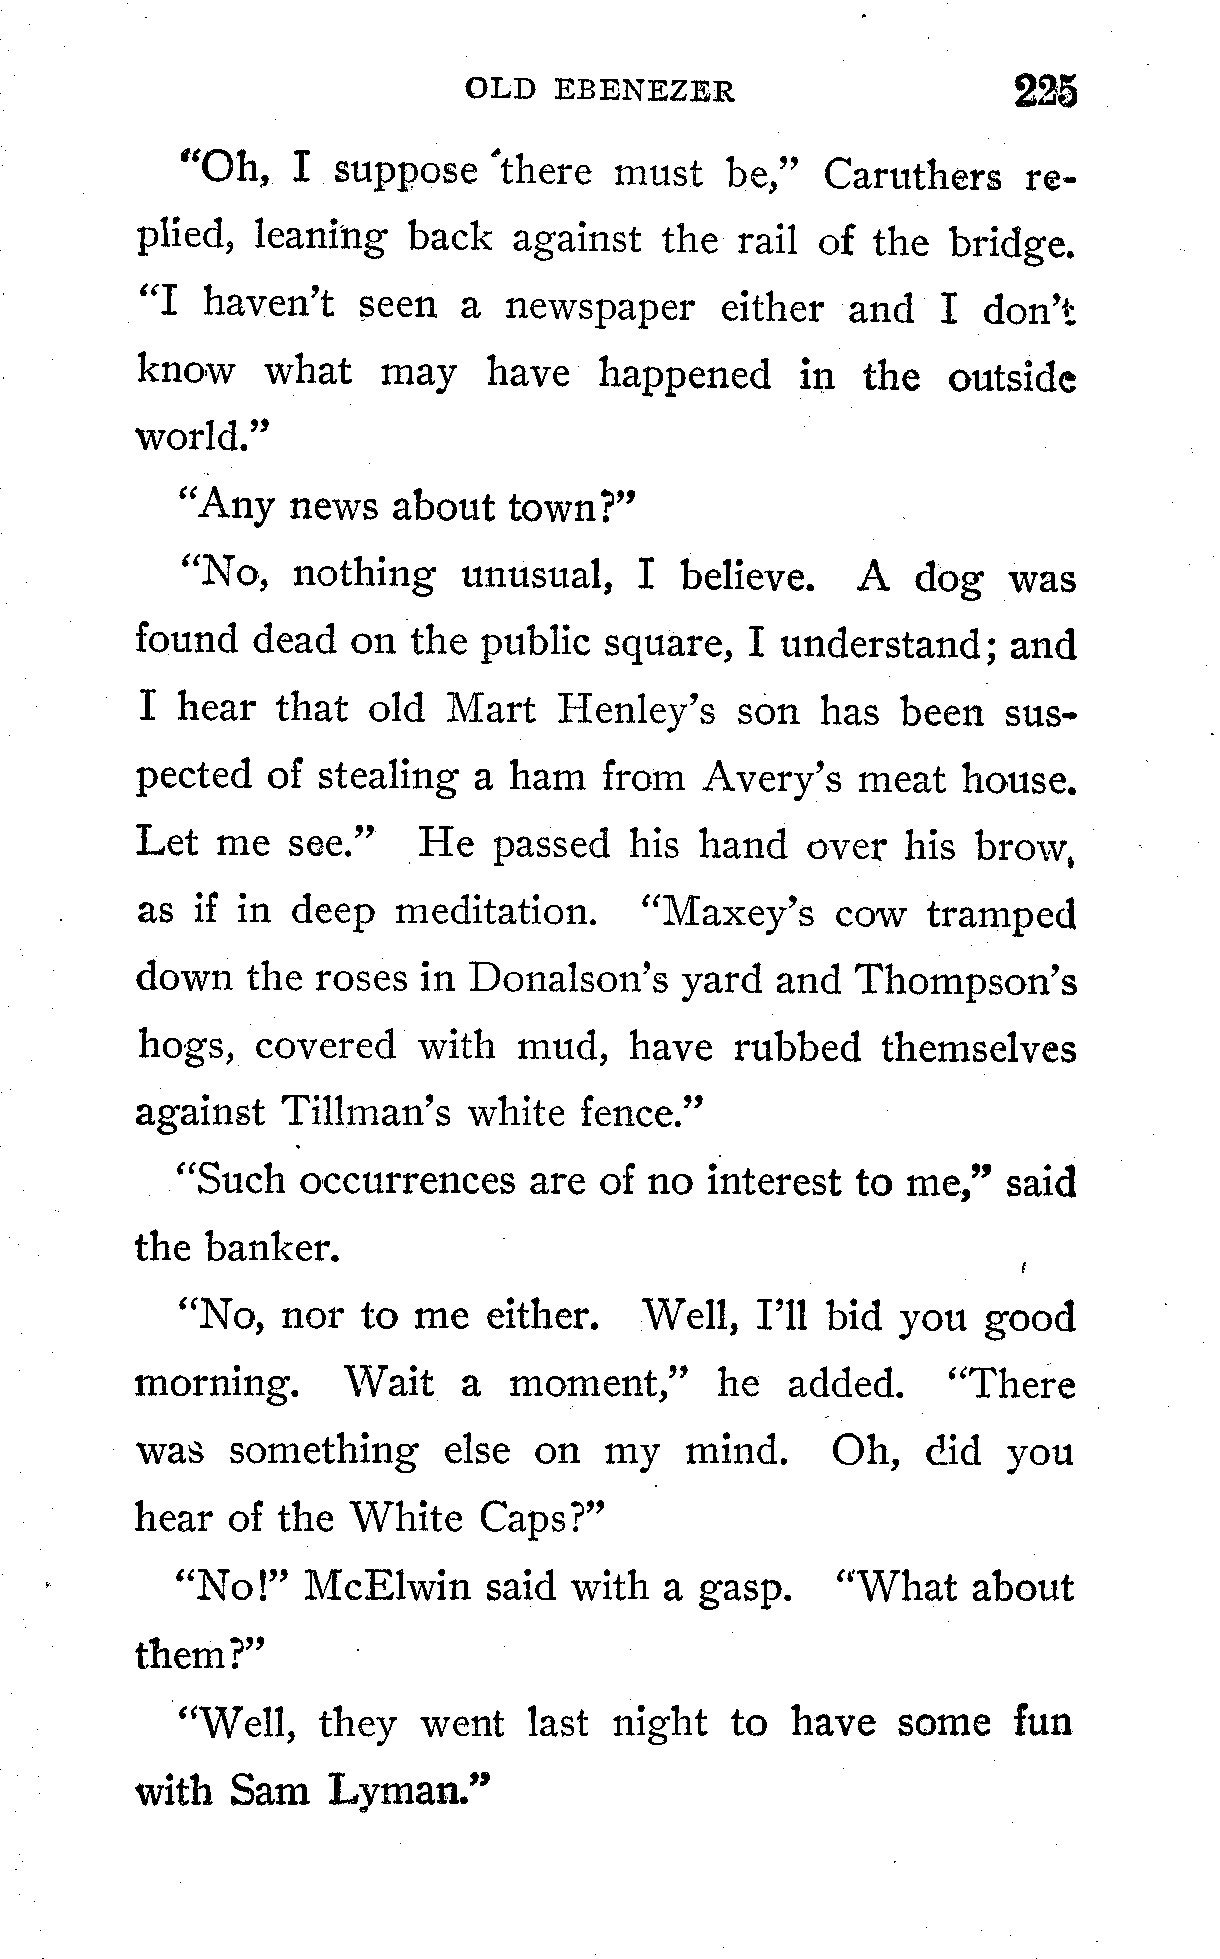 OLD EBENEZER 225
"Oh, I suppose there must be," Caruthers re-
plied, leaning back against the rail of the bridge.
"I haven't seen a newspaper either and I don't
know what may have happened in the outside
world."
"Any news about town?"
"No, nothing unusual, I believe. A dog was
found dead on the public square, I understand; and
I hear that old Mart Henley's son has been sus-
pected of stealing a ham from Avery's meat house.
Let me see." He passed his hand over his brow,
as if in deep meditation. "Maxey's cow tramped
down the roses in Donalson's yard and Thompson's
hogs, covered with mud, have rubbed themselves
against Tillman's white fence."
"Such occurrences are of no interest to me," said
the banker.
"No, nor to me either. Well, I'll bid you good
morning. Wait a moment," he added. "There
was something else on my mind. Oh, did you
hear of the White Caps?"
"No!" McElwin said with a gasp. "What about
them?"
"Well, they went last night to have some fun
with Sam Lyman."